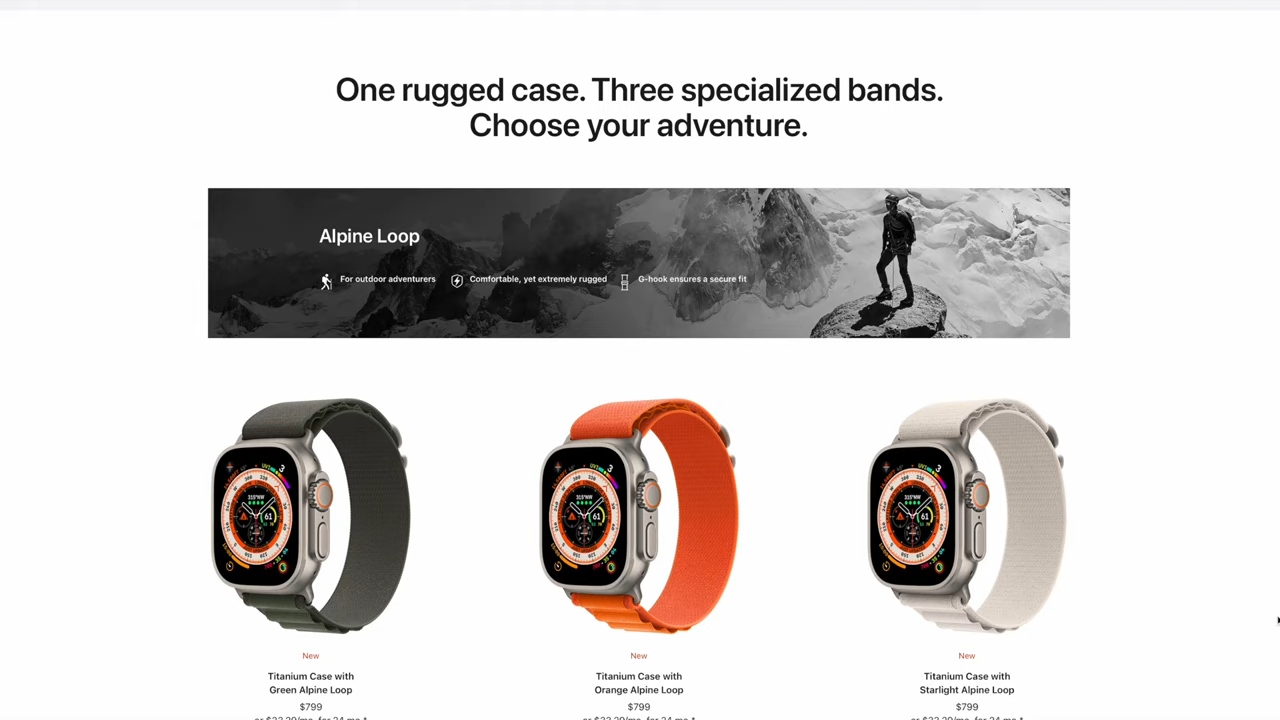 One rugged case. Three specialized bands.
Choose your adventure.
Alpine Loop
For outdoor adventurers
Comfortable, yet extremely rugged
G-hook ensures a secure fit
New
Titanium Case with
Green Alpine Loop
$799
New
Titanium Case with
Orange Alpine Loop
$799
New
Titanium Case with
Starlight Alpine Loop
$799